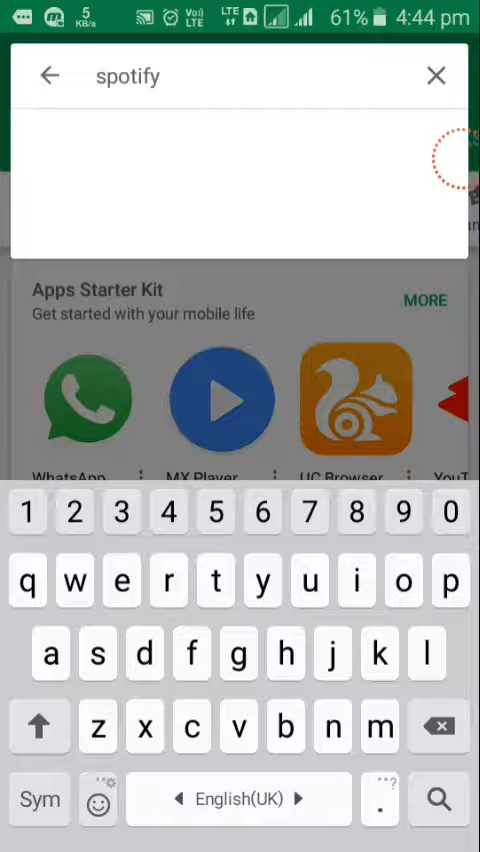 5 KB/s Vo)) LTE LTE 61% 4:44 pm
spotify
Apps Starter Kit
Get started with your mobile life
MORE
WhatsApp MX Player UC Browser YouT
1 2 3 4 5 6 7 8 9 0
q w e r t y u i o p
a s d f g h j k l
z x c v b n m
Sym English(UK) .